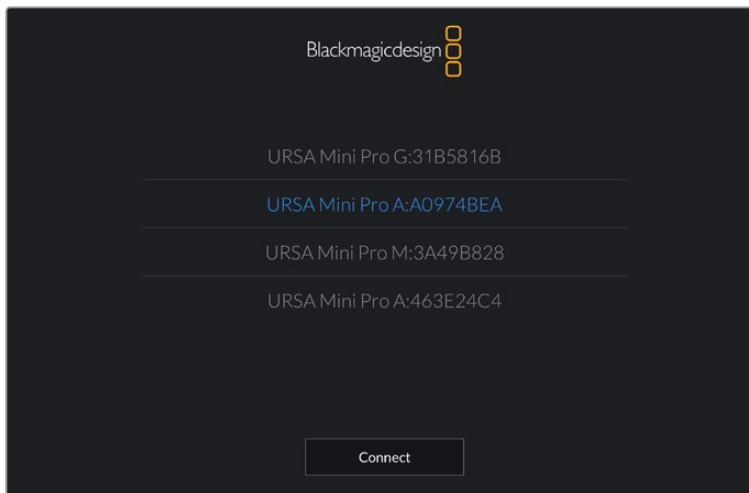 Blackmagicdesign
URSA Mini Pro G:31B5816B
URSA Mini Pro A:A0974BEA
URSA Mini Pro M:3A49B828
URSA Mini Pro A:463E24C4
Connect